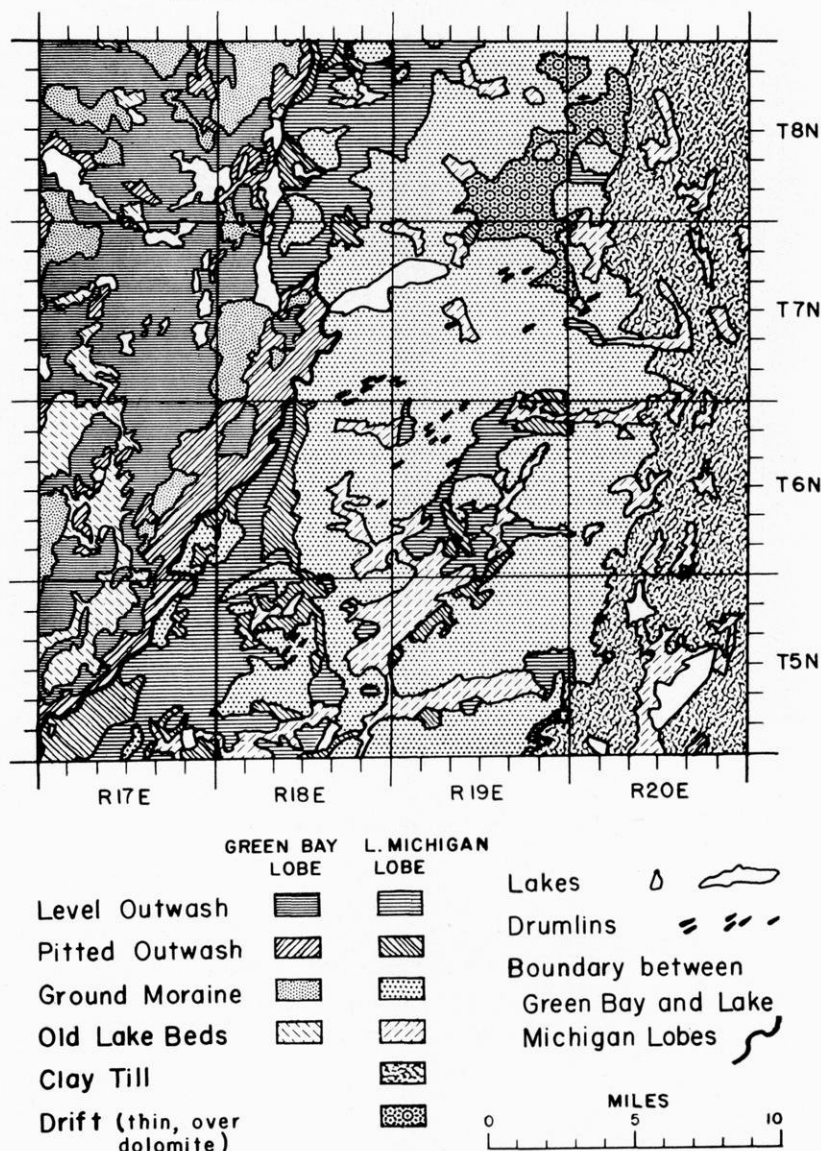 T8N
T7N
T6N
T5N
R17E R18E R19E R20E
GREEN BAY LOBE
L. MICHIGAN LOBE
Level Outwash
Pitted Outwash
Ground Moraine
Old Lake Beds
Clay Till
Drift (thin, over
dolomite)
Lakes
Drumlins
Boundary between
Green Bay and Lake
Michigan Lobes
MILES
0 5 10